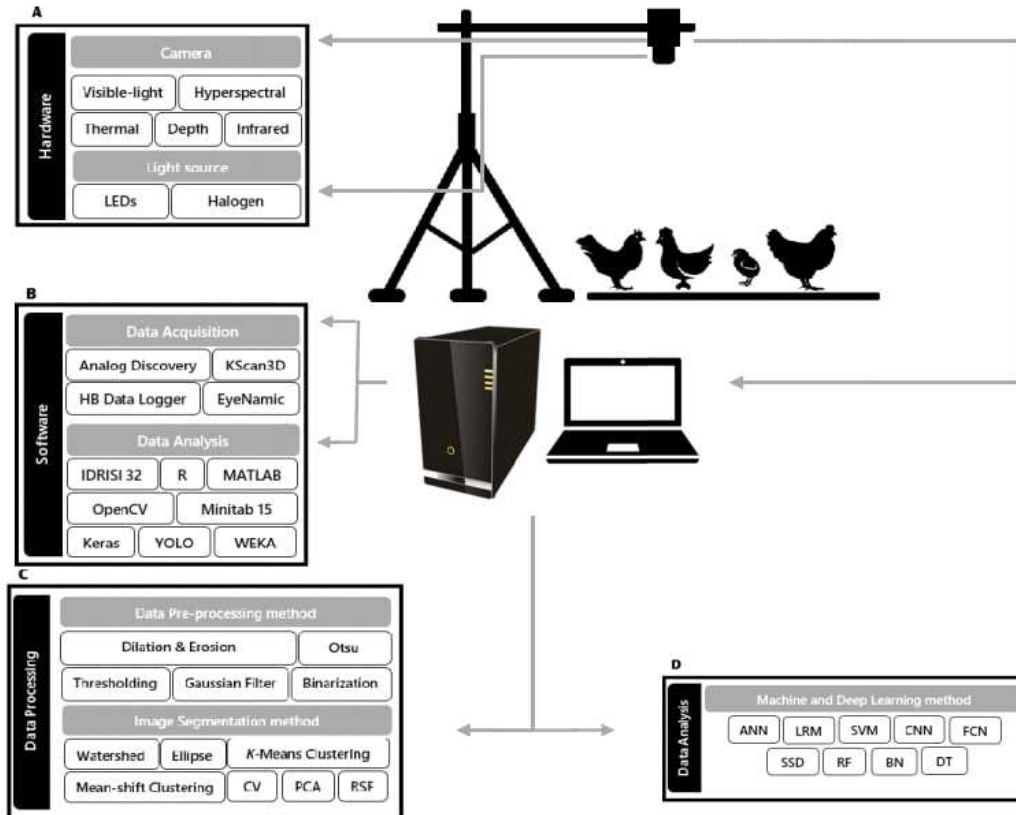 A
Hardware
Camera
Visible-light Hyperspectral
Thermal Depth Infrared
Light source
LEDs Halogen
B
Software
Data Acquisition
Analog Discovery KScan3D
HB Data Logger EyeNamic
Data Analysis
IDRISI 32 R MATLAB
OpenCV Minitab 15
Keras YOLO WEKA
C
Data Processing
Data Pre-processing method
Dilation & Erosion Otsu
Thresholding Gaussian Filter Binarization
Image Segmentation method
Watershed Ellipse K-Means Clustering
Mean-shift Clustering CV PCA RSF
D
Data Analysis
Machine and Deep Learning method
ANN LRM SVM CNN FCN
SSD RF BN DT